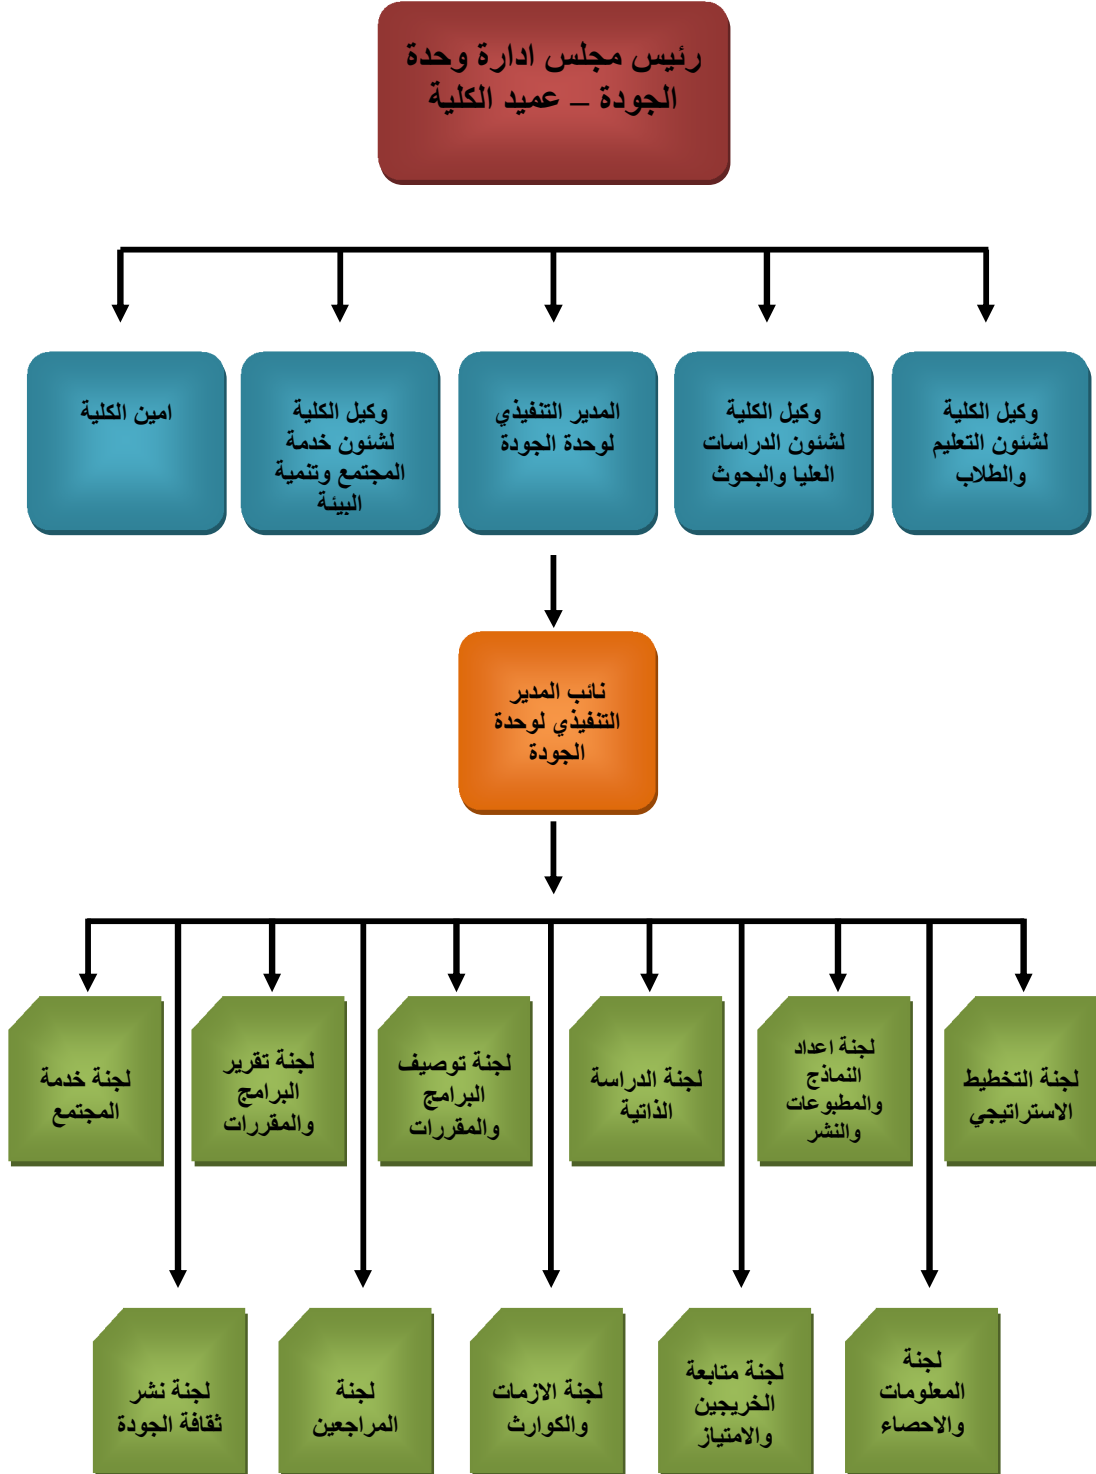 رئيس مجلس ادارة وحدة
الجودة – عميد الكلية
وكيل الكلية
لشئون التعليم
والطلاب
وكيل الكلية
لشئون الدراسات
العليا والبحوث
المدير التنفيذي
لوحدة الجودة
وكيل الكلية
لشئون خدمة
المجتمع وتنمية
البيئة
امين الكلية
نائب المدير
التنفيذي لوحدة
الجودة
لجنة التخطيط
الاستراتيجي
لجنة اعداد
النماذج
والمطبوعات
والنشر
لجنة الدراسة
الذاتية
لجنة توصيف
البرامج
والمقررات
لجنة تقرير
البرامج
والمقررات
لجنة خدمة
المجتمع
لجنة
المعلومات
والاحصاء
لجنة متابعة
الخريجين
والامتياز
لجنة الازمات
والكوارث
لجنة
المراجعين
لجنة نشر
ثقافة الجودة